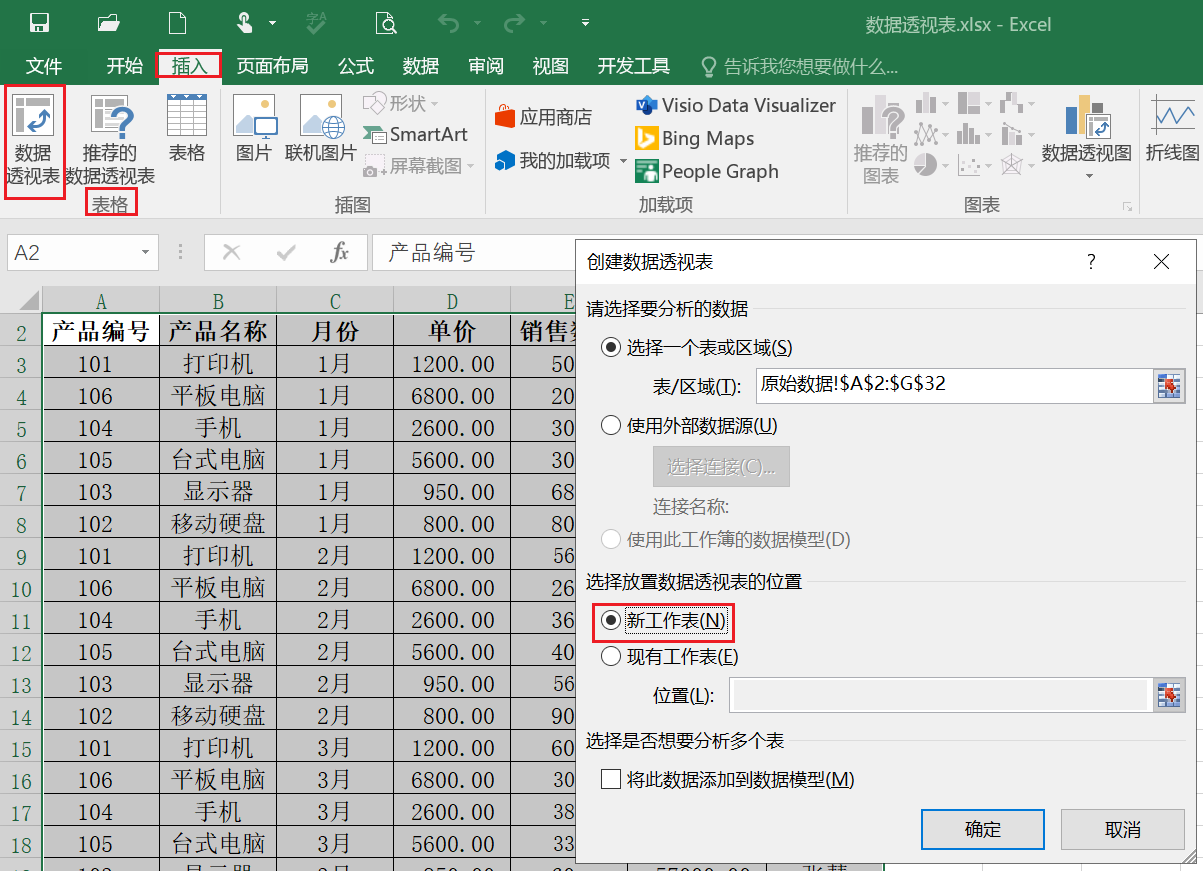 数据透视表.xlsx - Excel
文件 开始 插入 页面布局 公式 数据 审阅 视图 开发工具 告诉我您想要做什么...
数据
透视表
推荐的
数据透视表
表格
表格
图片
联机图片
形状
SmartArt
屏幕截图
插图
应用商店
我的加载项
Visio Data Visualizer
Bing Maps
People Graph
加载项
推荐的
图表
数据透视图
图表
折线图
A2 fx 产品编号
A B C D E
2 产品编号 产品名称 月份 单价
3 101 打印机 1月 1200.00 50
4 106 平板电脑 1月 6800.00 20
5 104 手机 1月 2600.00 30
6 105 台式电脑 1月 5600.00 30
7 103 显示器 1月 950.00 68
8 102 移动硬盘 1月 800.00 80
9 101 打印机 2月 1200.00 56
10 106 平板电脑 2月 6800.00 26
11 104 手机 2月 2600.00 36
12 105 台式电脑 2月 5600.00 40
13 103 显示器 2月 950.00 56
14 102 移动硬盘 2月 800.00 90
15 101 打印机 3月 1200.00 60
16 106 平板电脑 3月 6800.00 30
17 104 手机 3月 2600.00 38
18 105 台式电脑 3月 5600.00 33
创建数据透视表 ?
请选择要分析的数据
选择一个表或区域(S)
表/区域(T): 原始数据!$A$2:$G$32
使用外部数据源(U)
选择连接(C)...
连接名称:
使用此工作簿的数据模型(D)
选择放置数据透视表的位置
新工作表(N)
现有工作表(E)
位置(L):
选择是否想要分析多个表
将此数据添加到数据模型(M)
确定 取消